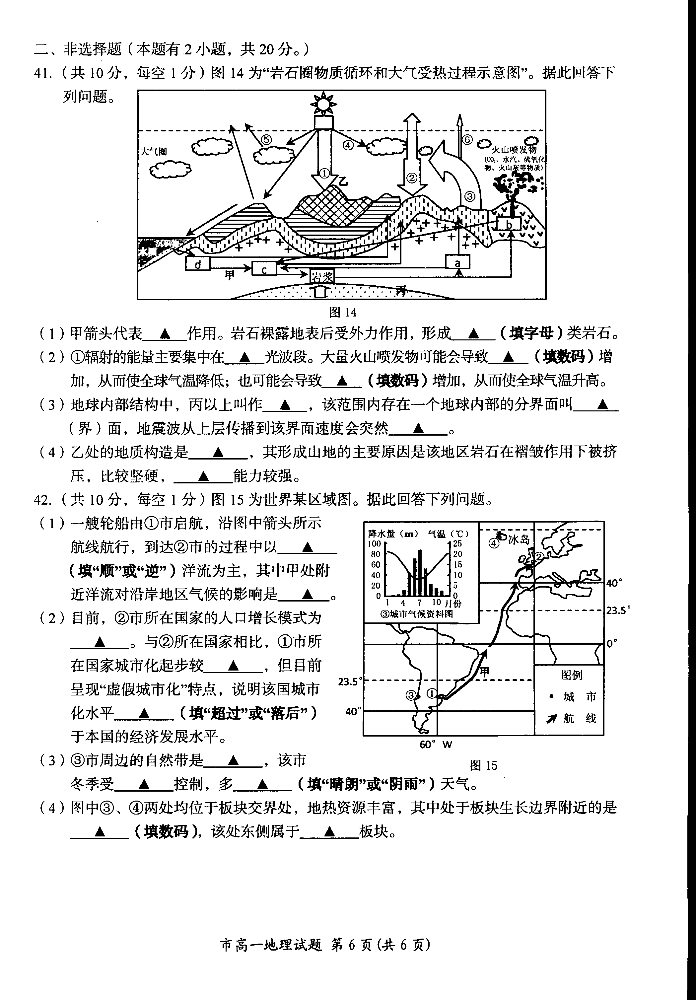 二、非选择题（本题有 2 小题，共 20 分。）
41.（共 10 分，每空 1 分）图 14 为“岩石圈物质循环和大气受热过程示意图”。据此回答下
列问题。
⑤
④
⑥
大气圈
火山喷发物
(CO₂、水汽、硫氧化
物、火山灰等物质)
①
乙
②
③
b
d
甲
c
a
岩浆
丙
图 14
（1）甲箭头代表 ▲ 作用。岩石裸露地表后受外力作用，形成 ▲ （填字母）类岩石。
（2）①辐射的能量主要集中在 ▲ 光波段。大量火山喷发物可能会导致 ▲ （填数码）增
加，从而使全球气温降低；也可能会导致 ▲ （填数码）增加，从而使全球气温升高。
（3）地球内部结构中，丙以上叫作 ▲ ，该范围内存在一个地球内部的分界面叫 ▲
（界）面，地震波从上层传播到该界面速度会突然 ▲ 。
（4）乙处的地质构造是 ▲ ，其形成山地的主要原因是该地区岩石在褶皱作用下被挤
压，比较坚硬， ▲ 能力较强。
42.（共 10 分，每空 1 分）图 15 为世界某区域图。据此回答下列问题。
（1）一艘轮船由①市启航，沿图中箭头所示
航线航行，到达②市的过程中以 ▲
（填“顺”或“逆”）洋流为主，其中甲处附
近洋流对沿岸地区气候的影响是 ▲ 。
（2）目前，②市所在国家的人口增长模式为
▲ 。与②所在国家相比，①市所
在国家城市化起步较 ▲ ，但目前
呈现“虚假城市化”特点，说明该国城市
化水平 ▲ （填“超过”或“落后”）
于本国的经济发展水平。
（3）③市周边的自然带是 ▲ ，该市
冬季受 ▲ 控制，多 ▲ （填“晴朗”或“阴雨”）天气。
（4）图中③、④两处均位于板块交界处，地热资源丰富，其中处于板块生长边界附近的是
▲ （填数码），该处东侧属于 ▲ 板块。
降水量（mm） 气温（℃）
100 25
80 20
60 15
40 10
20 5
0 0
1 4 7 10 月份
③城市气候资料图
④ 冰岛
②
40°
23.5°
0°
甲
23.5°
③ ①
40°
60° W
图例
• 城 市
航 线
图 15
市高一地理试题 第 6 页(共 6 页)